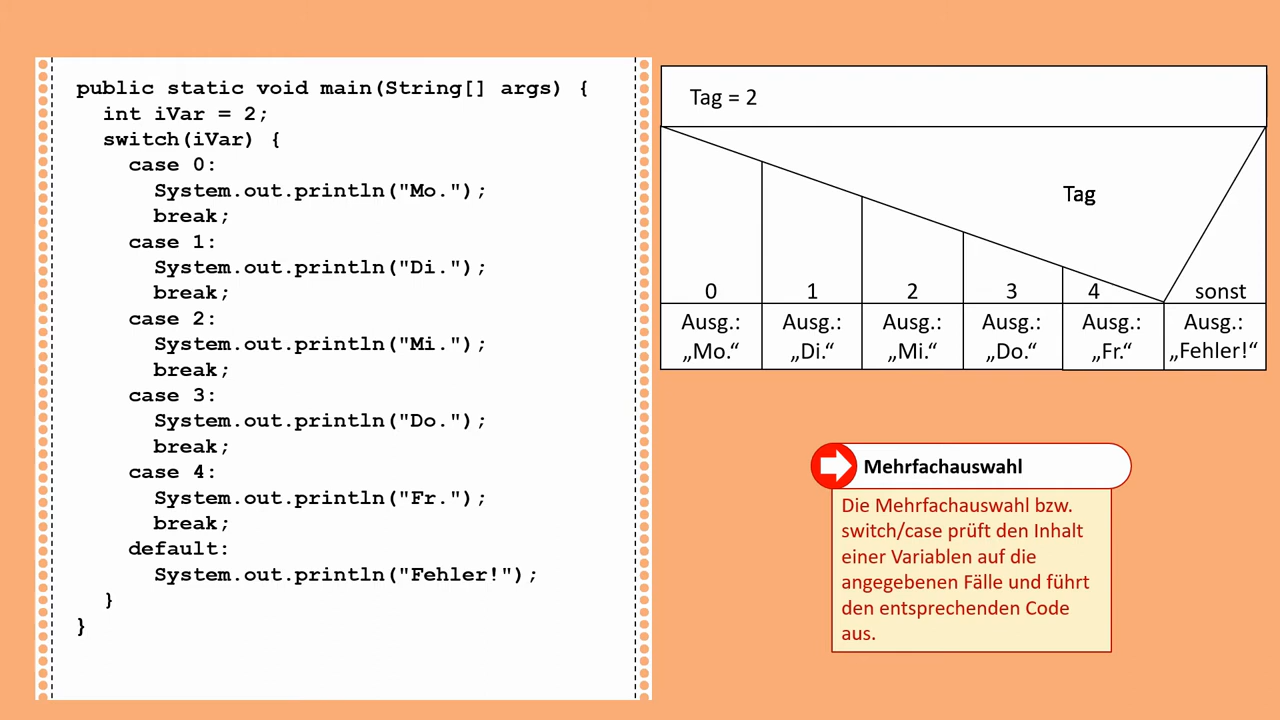 public static void main(String[] args) {
int iVar = 2;
switch(iVar) {
case 0:
System.out.println("Mo.");
break;
case 1:
System.out.println("Di.");
break;
case 2:
System.out.println("Mi.");
break;
case 3:
System.out.println("Do.");
break;
case 4:
System.out.println("Fr.");
break;
default:
System.out.println("Fehler!");
}
}
Tag = 2
Tag
0 1 2 3 4 sonst
Ausg.: Ausg.: Ausg.: Ausg.: Ausg.: Ausg.:
„Mo.“ „Di.“ „Mi.“ „Do.“ „Fr.“ „Fehler!“
Mehrfachauswahl
Die Mehrfachauswahl bzw.
switch/case prüft den Inhalt
einer Variablen auf die
angegebenen Fälle und führt
den entsprechenden Code
aus.